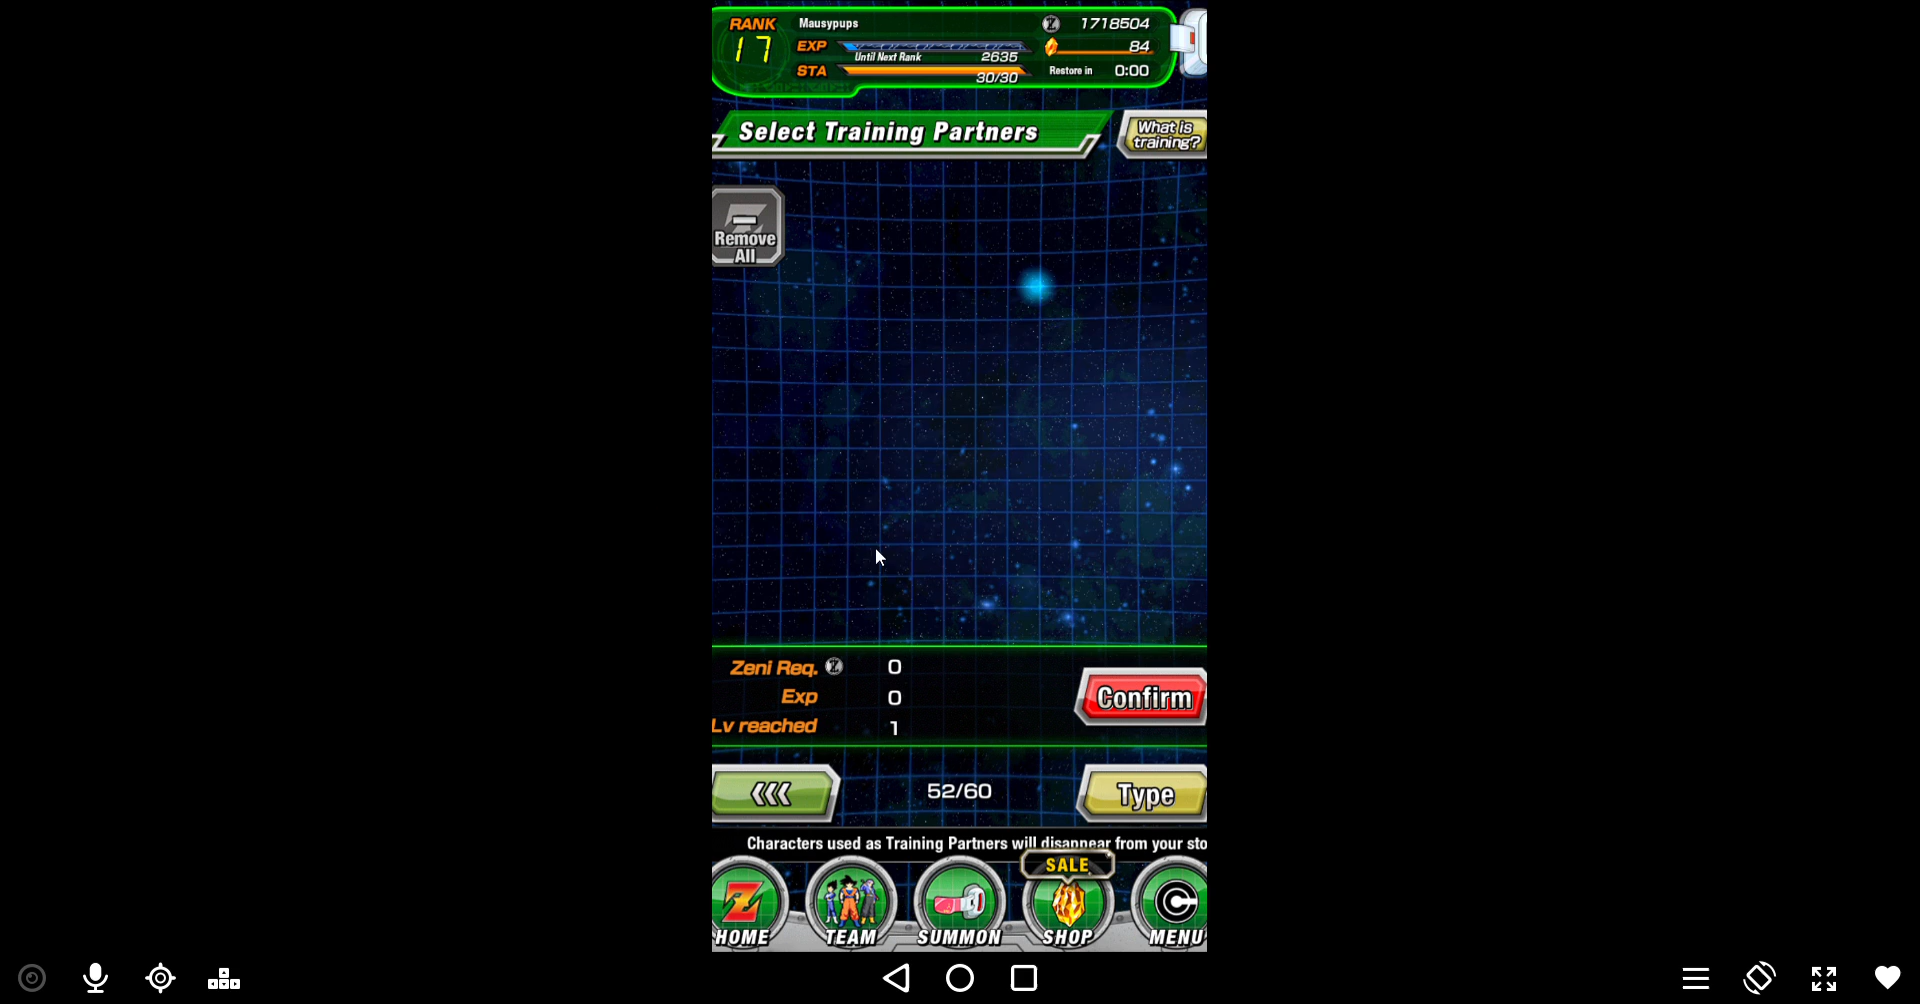 RANK
17
Mausypups
1718504
EXP
Until Next Rank
2635
84
STA
30/30
Restore in
0:00
Select Training Partners
What is
training?
Remove
All
Zeni Req.
0
Exp
0
Lv reached
1
Confirm
52/60
Type
Characters used as Training Partners will disappear from your sto
SALE
HOME
TEAM
SUMMON
SHOP
MENU